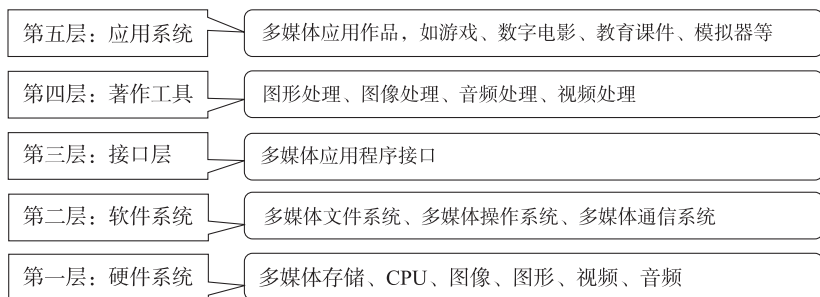 第五层：应用系统 多媒体应用作品，如游戏、数字电影、教育课件、模拟器等
第四层：著作工具 图形处理、图像处理、音频处理、视频处理
第三层：接口层 多媒体应用程序接口
第二层：软件系统 多媒体文件系统、多媒体操作系统、多媒体通信系统
第一层：硬件系统 多媒体存储、CPU、图像、图形、视频、音频